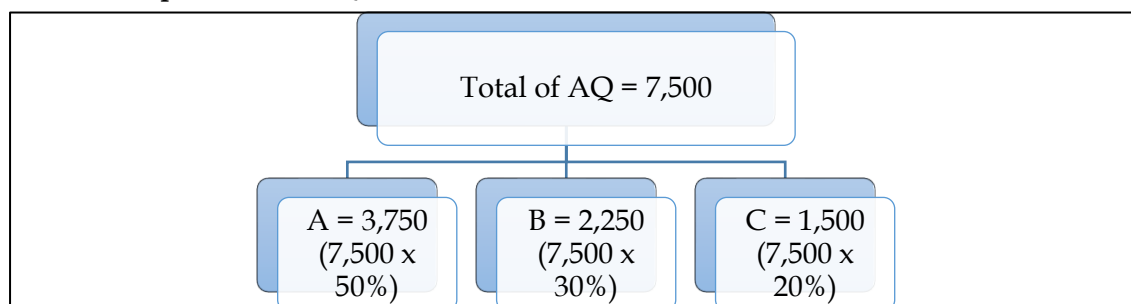 Total of AQ = 7,500
A = 3,750
(7,500 x
50%)
B = 2,250
(7,500 x
30%)
C = 1,500
(7,500 x
20%)